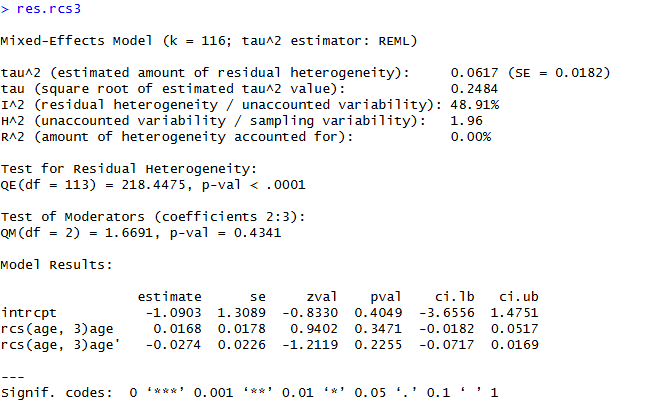 > res.rcs3
Mixed-Effects Model (k = 116; tau^2 estimator: REML)
tau^2 (estimated amount of residual heterogeneity):     0.0617 (SE = 0.0182)
tau (square root of estimated tau^2 value):             0.2484
I^2 (residual heterogeneity / unaccounted variability): 48.91%
H^2 (unaccounted variability / sampling variability):   1.96
R^2 (amount of heterogeneity accounted for):            0.00%
Test for Residual Heterogeneity:
QE(df = 113) = 218.4475, p-val < .0001
Test of Moderators (coefficients 2:3):
QM(df = 2) = 1.6691, p-val = 0.4341
Model Results:
                 estimate      se     zval    pval    ci.lb   ci.ub
intrcpt           -1.0903  1.3089  -0.8330  0.4049  -3.6556  1.4751
rcs(age, 3)age     0.0168  0.0178   0.9402  0.3471  -0.0182  0.0517
rcs(age, 3)age'   -0.0274  0.0226  -1.2119  0.2255  -0.0717  0.0169
---
Signif. codes:  0 ‘***’ 0.001 ‘**’ 0.01 ‘*’ 0.05 ‘.’ 0.1 ‘ ’ 1